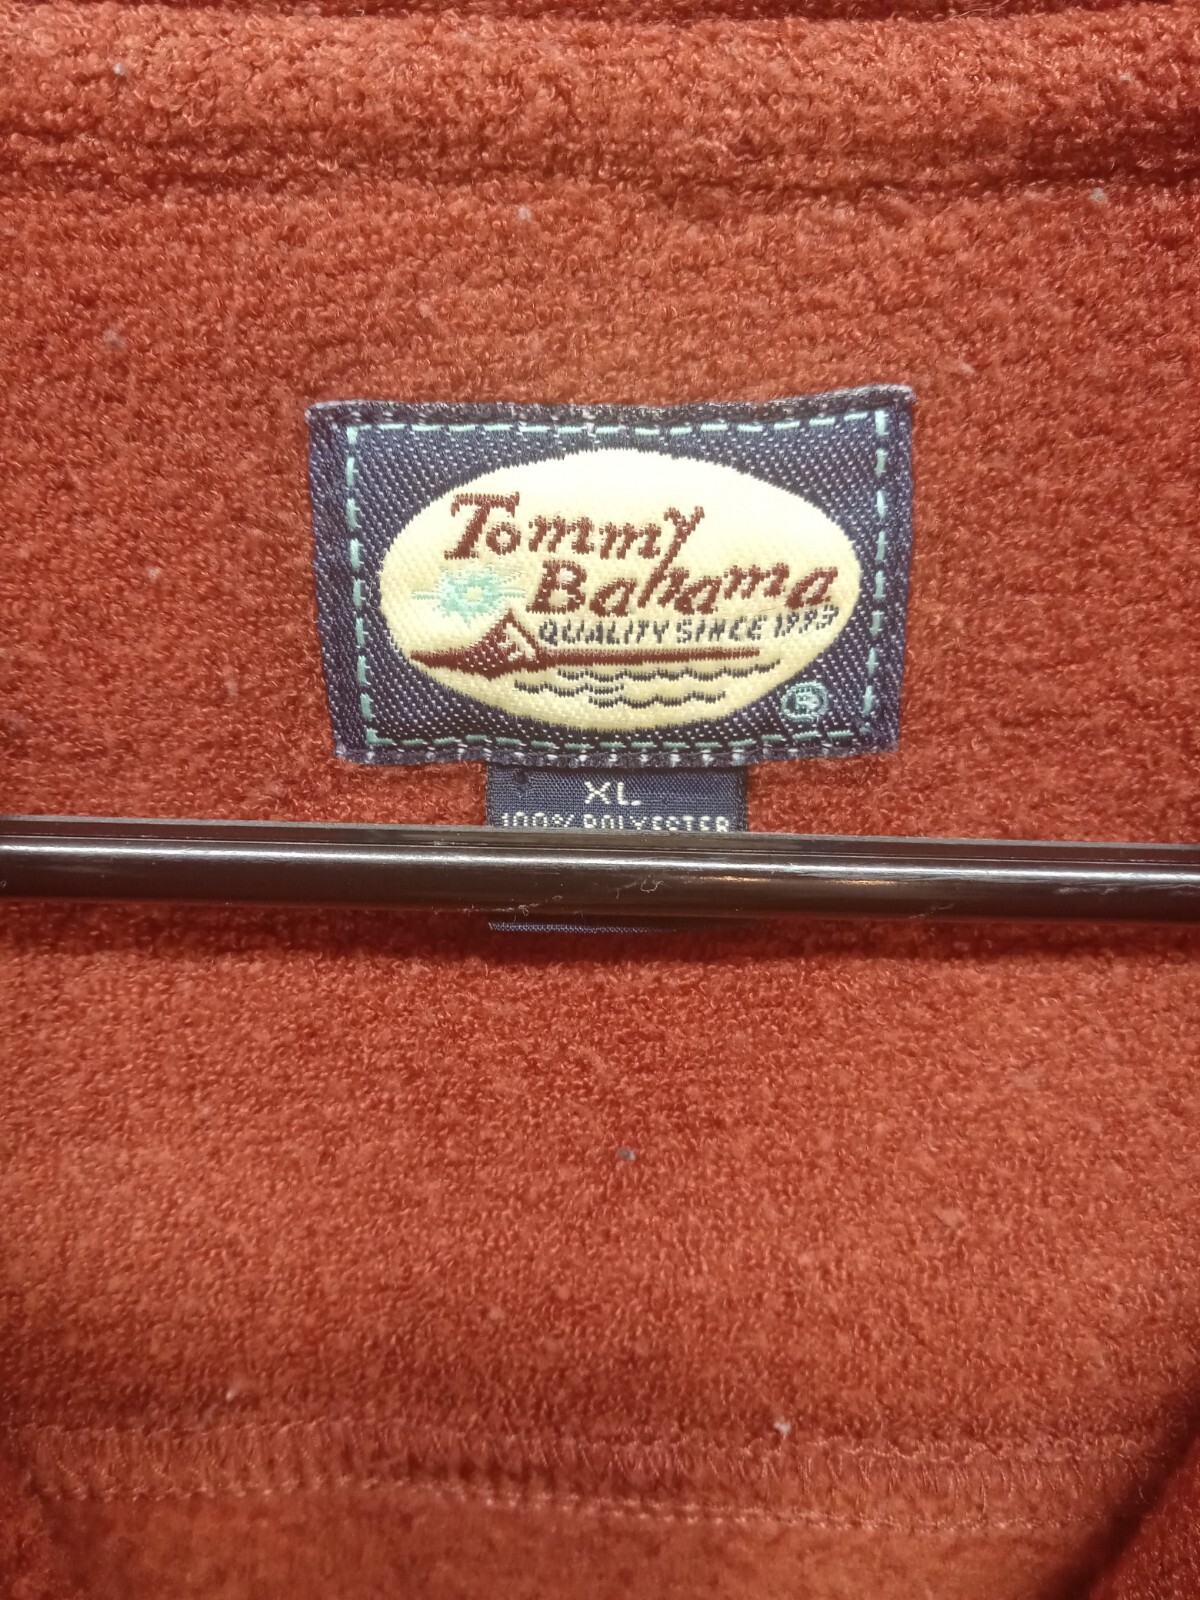 Tommy
Bahama
QUALITY SINCE 1993
®
XL
100% POLYESTER